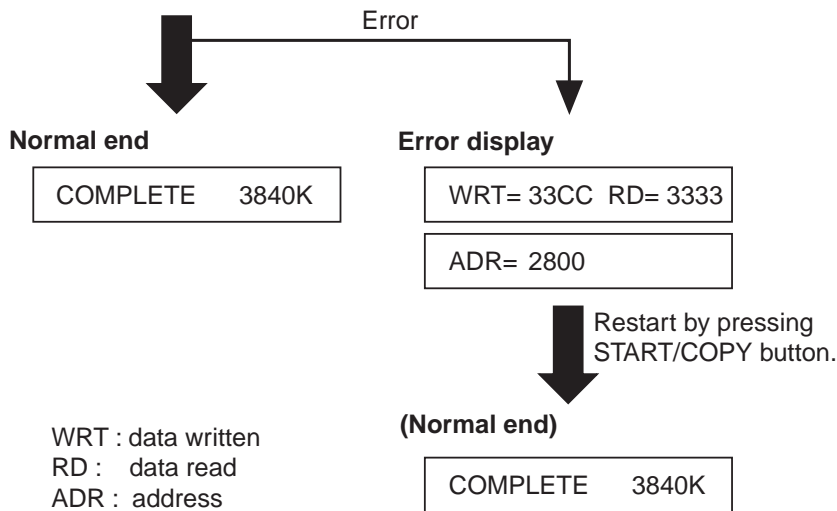 Error
Normal end
COMPLETE 3840K
Error display
WRT= 33CC RD= 3333
ADR= 2800
Restart by pressing
START/COPY button.
(Normal end)
COMPLETE 3840K
WRT : data written
RD : data read
ADR : address